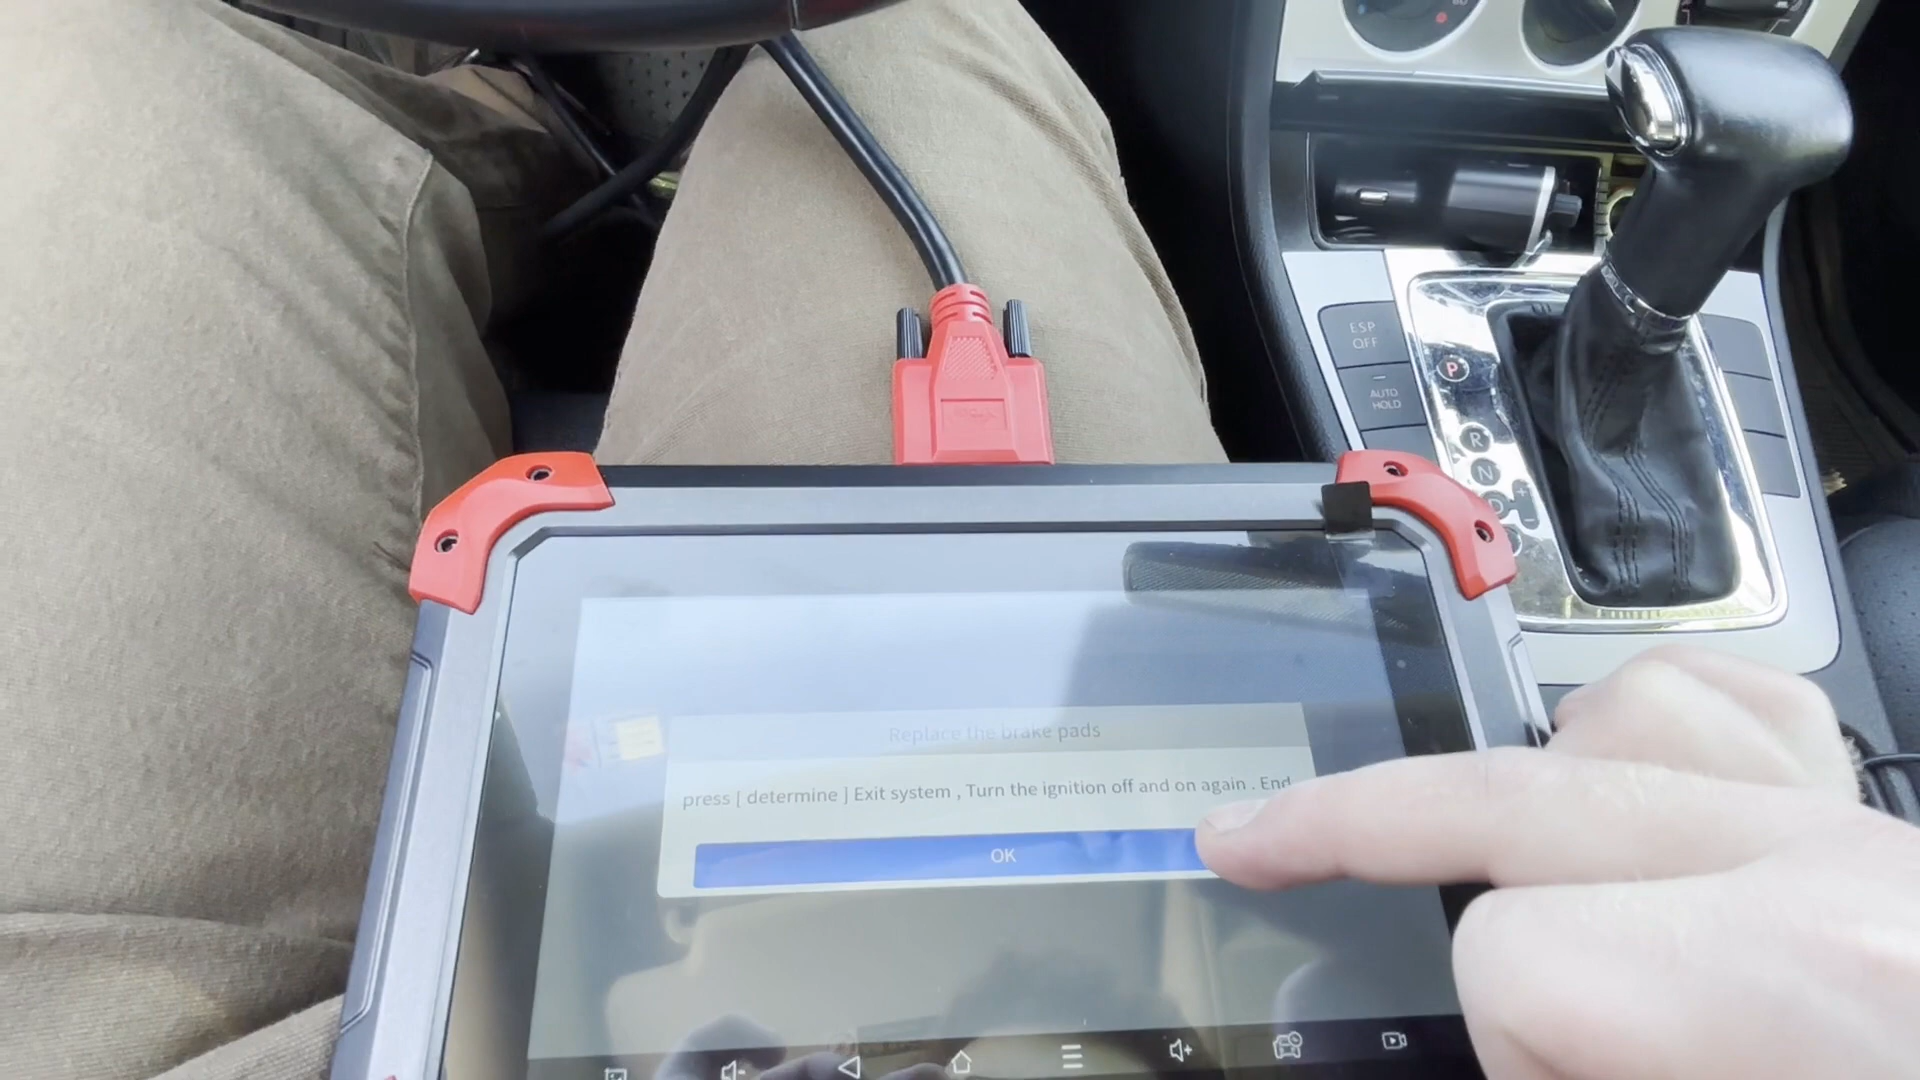 ESP
OFF
P
AUTO
HOLD
R
N
D
+
-
Replace the brake pads
press [ determine ] Exit system , Turn the ignition off and on again . End
OK